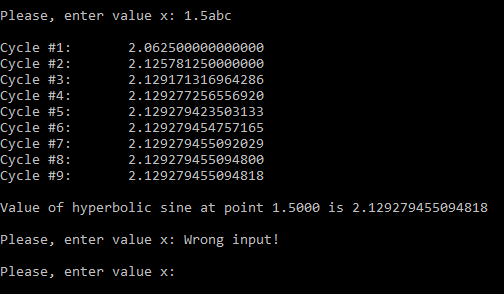 Please, enter value x: 1.5abc
Cycle #1: 2.062500000000000
Cycle #2: 2.125781250000000
Cycle #3: 2.129171316964286
Cycle #4: 2.129277256556920
Cycle #5: 2.129279423503133
Cycle #6: 2.129279454757165
Cycle #7: 2.129279455092029
Cycle #8: 2.129279455094800
Cycle #9: 2.129279455094818
Value of hyperbolic sine at point 1.5000 is 2.129279455094818
Please, enter value x: Wrong input!
Please, enter value x: